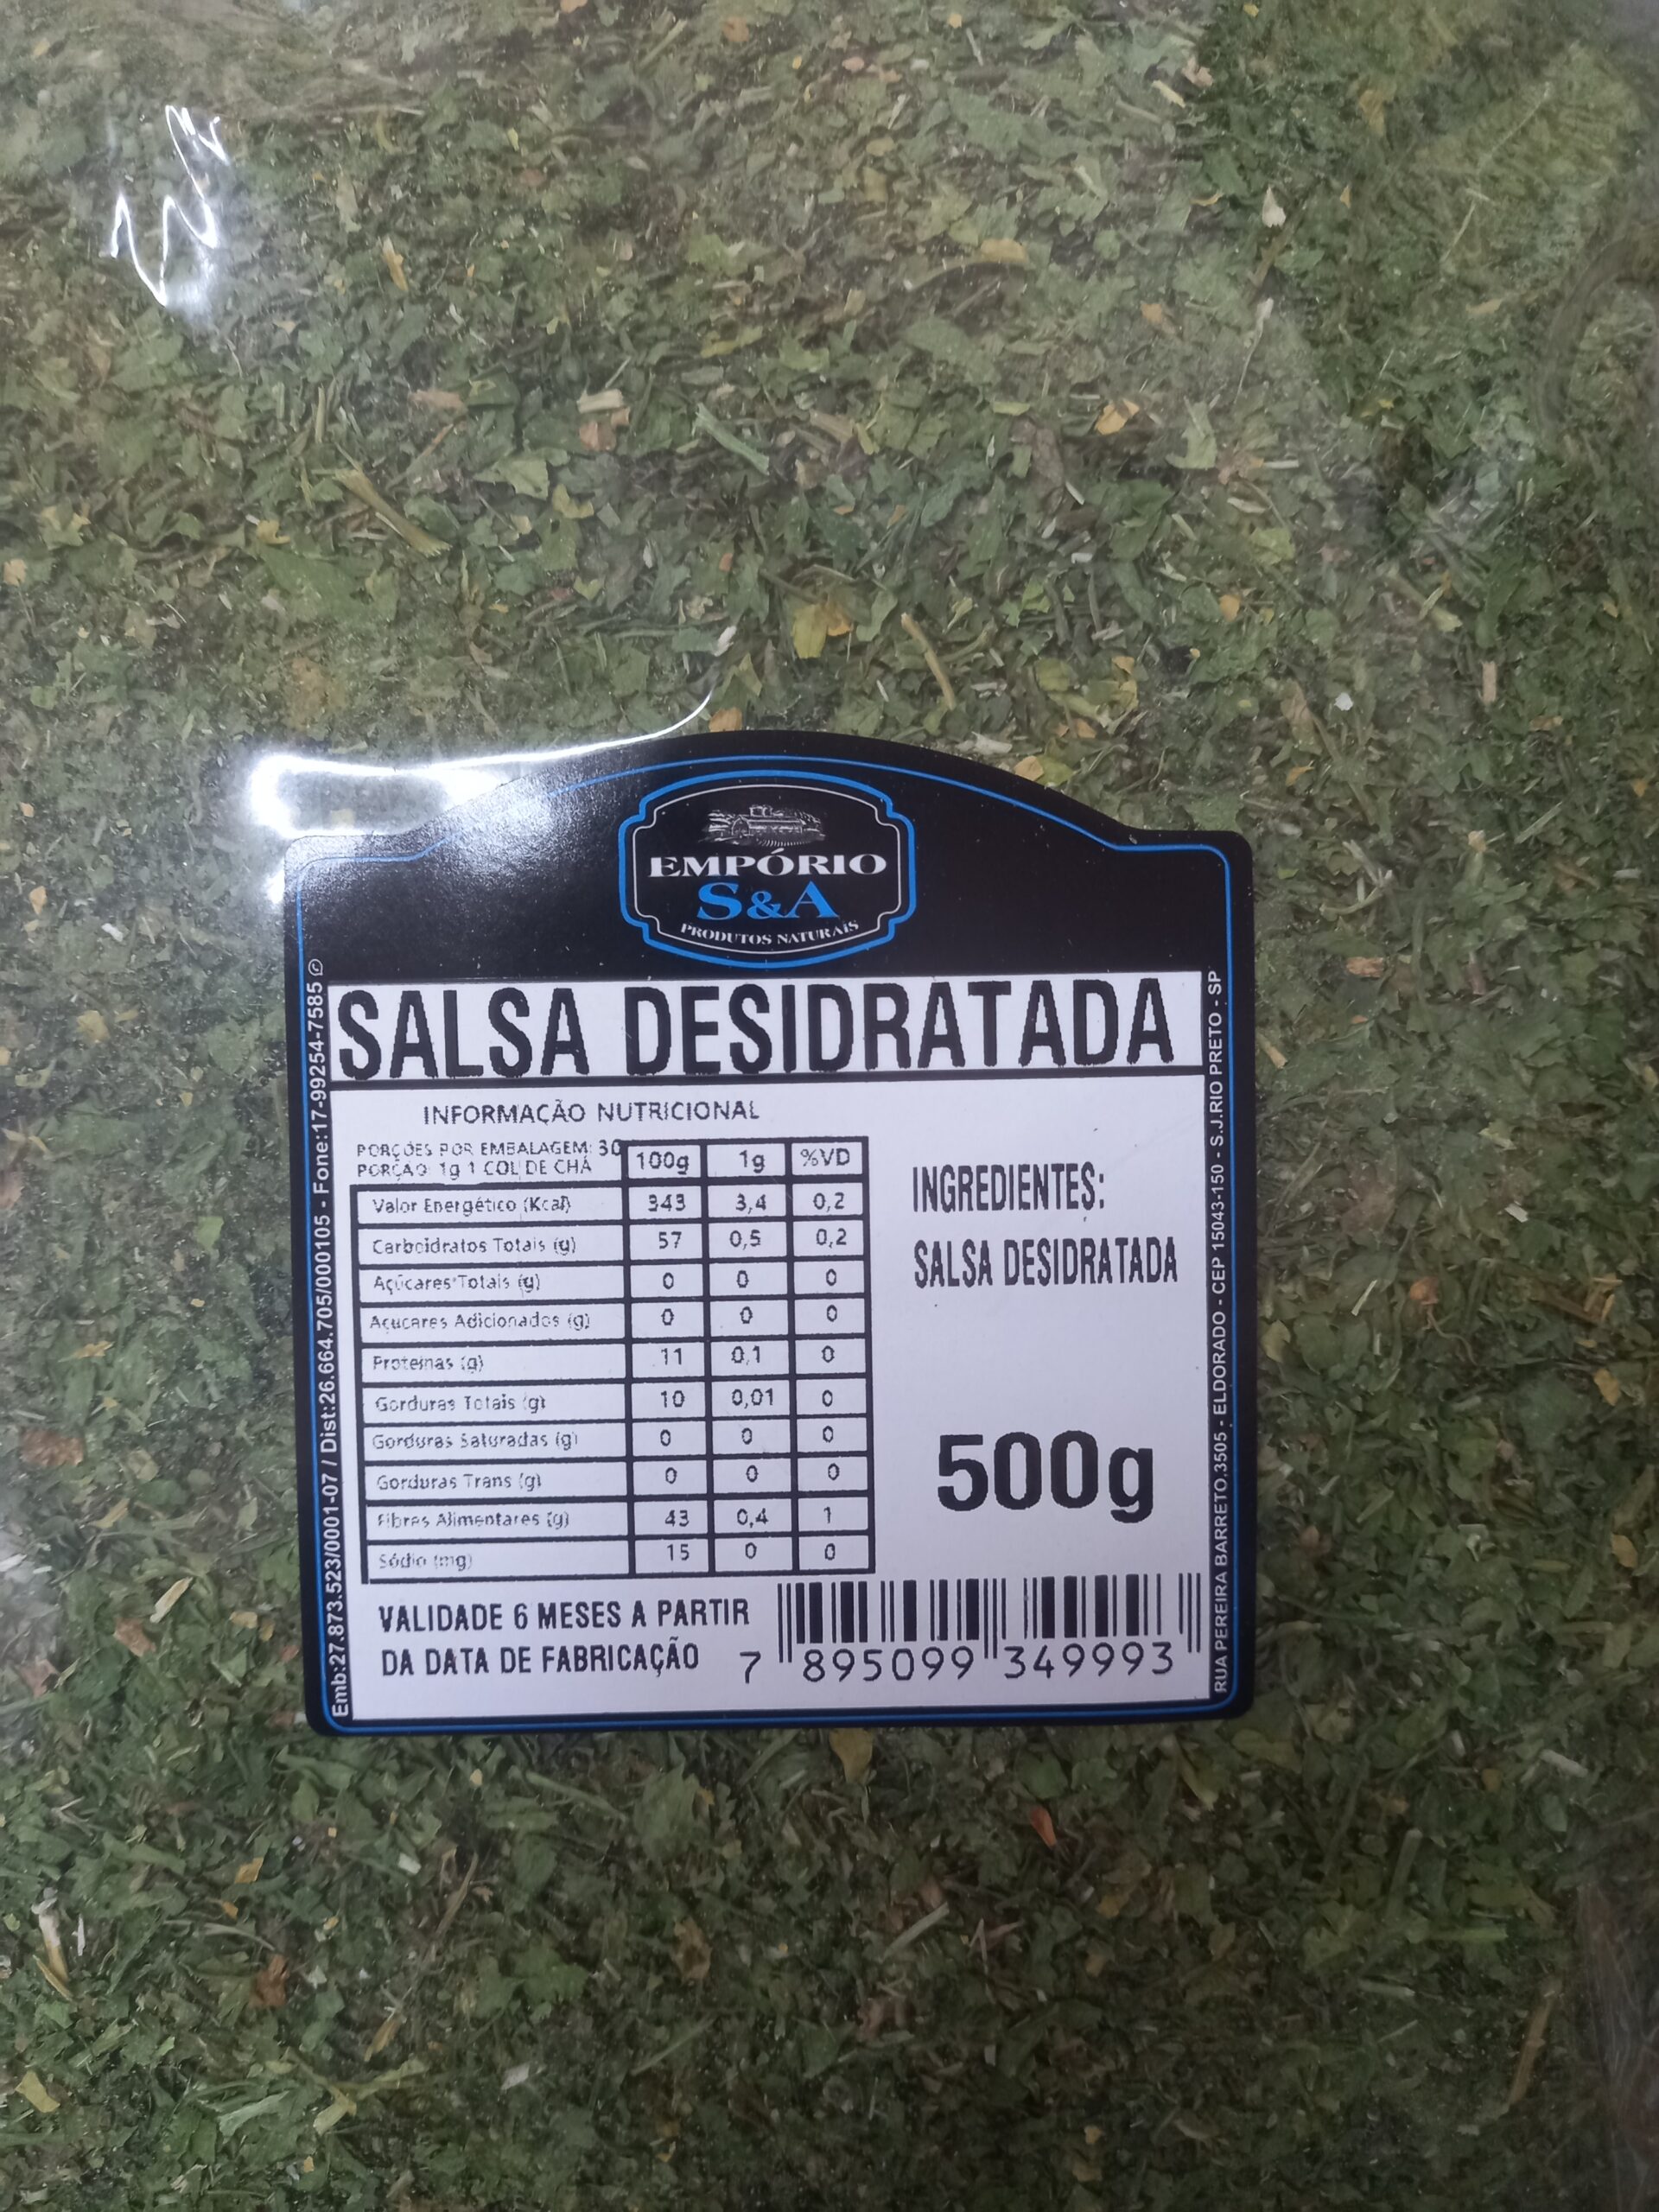 EMPÓRIO
S&A
PRODUTOS NATURAIS
SALSA DESIDRATADA
INFORMAÇÃO NUTRICIONAL
PORÇÕES POR EMBALAGEM: 30
PORÇÃO: 1g 1 COL DE CHÁ
100g 1g %VD
Valor Energético (Kcal) 343 3,4 0,2
Carboidratos Totais (g) 57 0,5 0,2
Açúcares Totais (g) 0 0 0
Açucares Adicionados (g) 0 0 0
Proteínas (g) 11 0,1 0
Gorduras Totais (g) 10 0,01 0
Gorduras Saturadas (g) 0 0 0
Gorduras Trans (g) 0 0 0
Fibras Alimentares (g) 43 0,4 1
Sódio (mg) 15 0 0
INGREDIENTES:
SALSA DESIDRATADA
500g
VALIDADE 6 MESES A PARTIR
DA DATA DE FABRICAÇÃO
7 895099 349993
Emb:27.873.523/0001-07 / Dist:26.664.705/000105 - Fone:17-99254-7585
RUA PEREIRA BARRETO,3505 - ELDORADO - CEP 15043-150 - S.J.RIO PRETO - SP